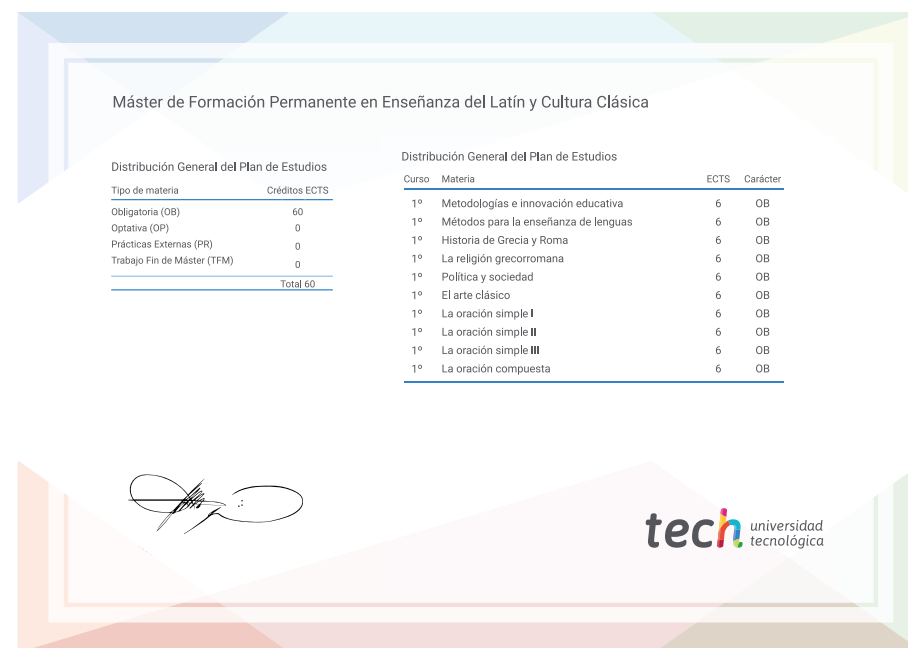 Máster de Formación Permanente en Enseñanza del Latín y Cultura Clásica
Distribución General del Plan de Estudios
Tipo de materia Créditos ECTS
Obligatoria (OB) 60
Optativa (OP) 0
Prácticas Externas (PR) 0
Trabajo Fin de Máster (TFM) 0
Total 60
Distribución General del Plan de Estudios
Curso Materia ECTS Carácter
1º Metodologías e innovación educativa 6 OB
1º Métodos para la enseñanza de lenguas 6 OB
1º Historia de Grecia y Roma 6 OB
1º La religión grecorromana 6 OB
1º Política y sociedad 6 OB
1º El arte clásico 6 OB
1º La oración simple I 6 OB
1º La oración simple II 6 OB
1º La oración simple III 6 OB
1º La oración compuesta 6 OB
tech universidad
tecnológica